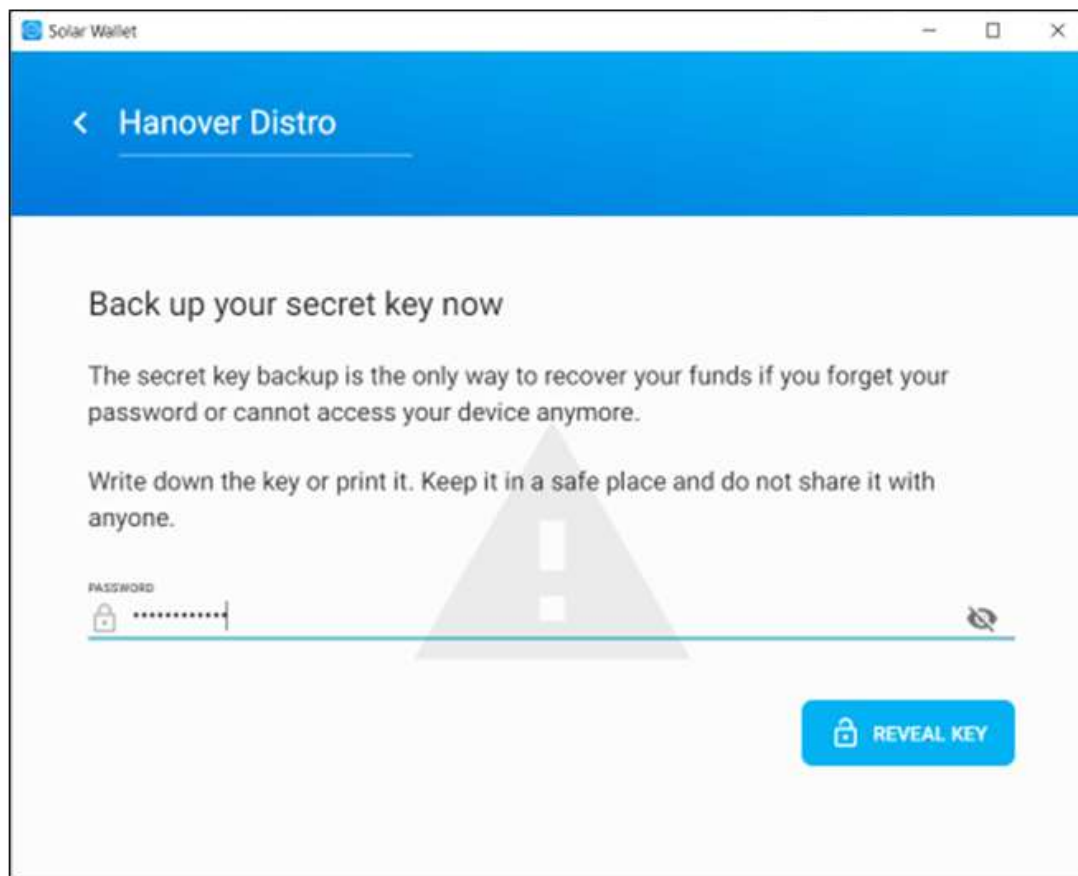 Solar Wallet
Hanover Distro
Back up your secret key now
The secret key backup is the only way to recover your funds if you forget your
password or cannot access your device anymore.
Write down the key or print it. Keep it in a safe place and do not share it with
anyone.
PASSWORD
••••••••••••
REVEAL KEY